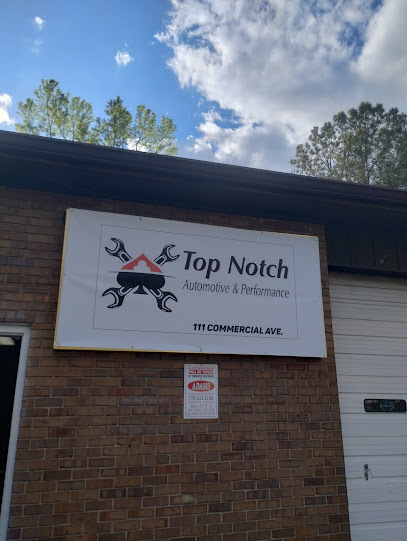 Top Notch
Automotive & Performance
111 COMMERCIAL AVE.
ADAMS